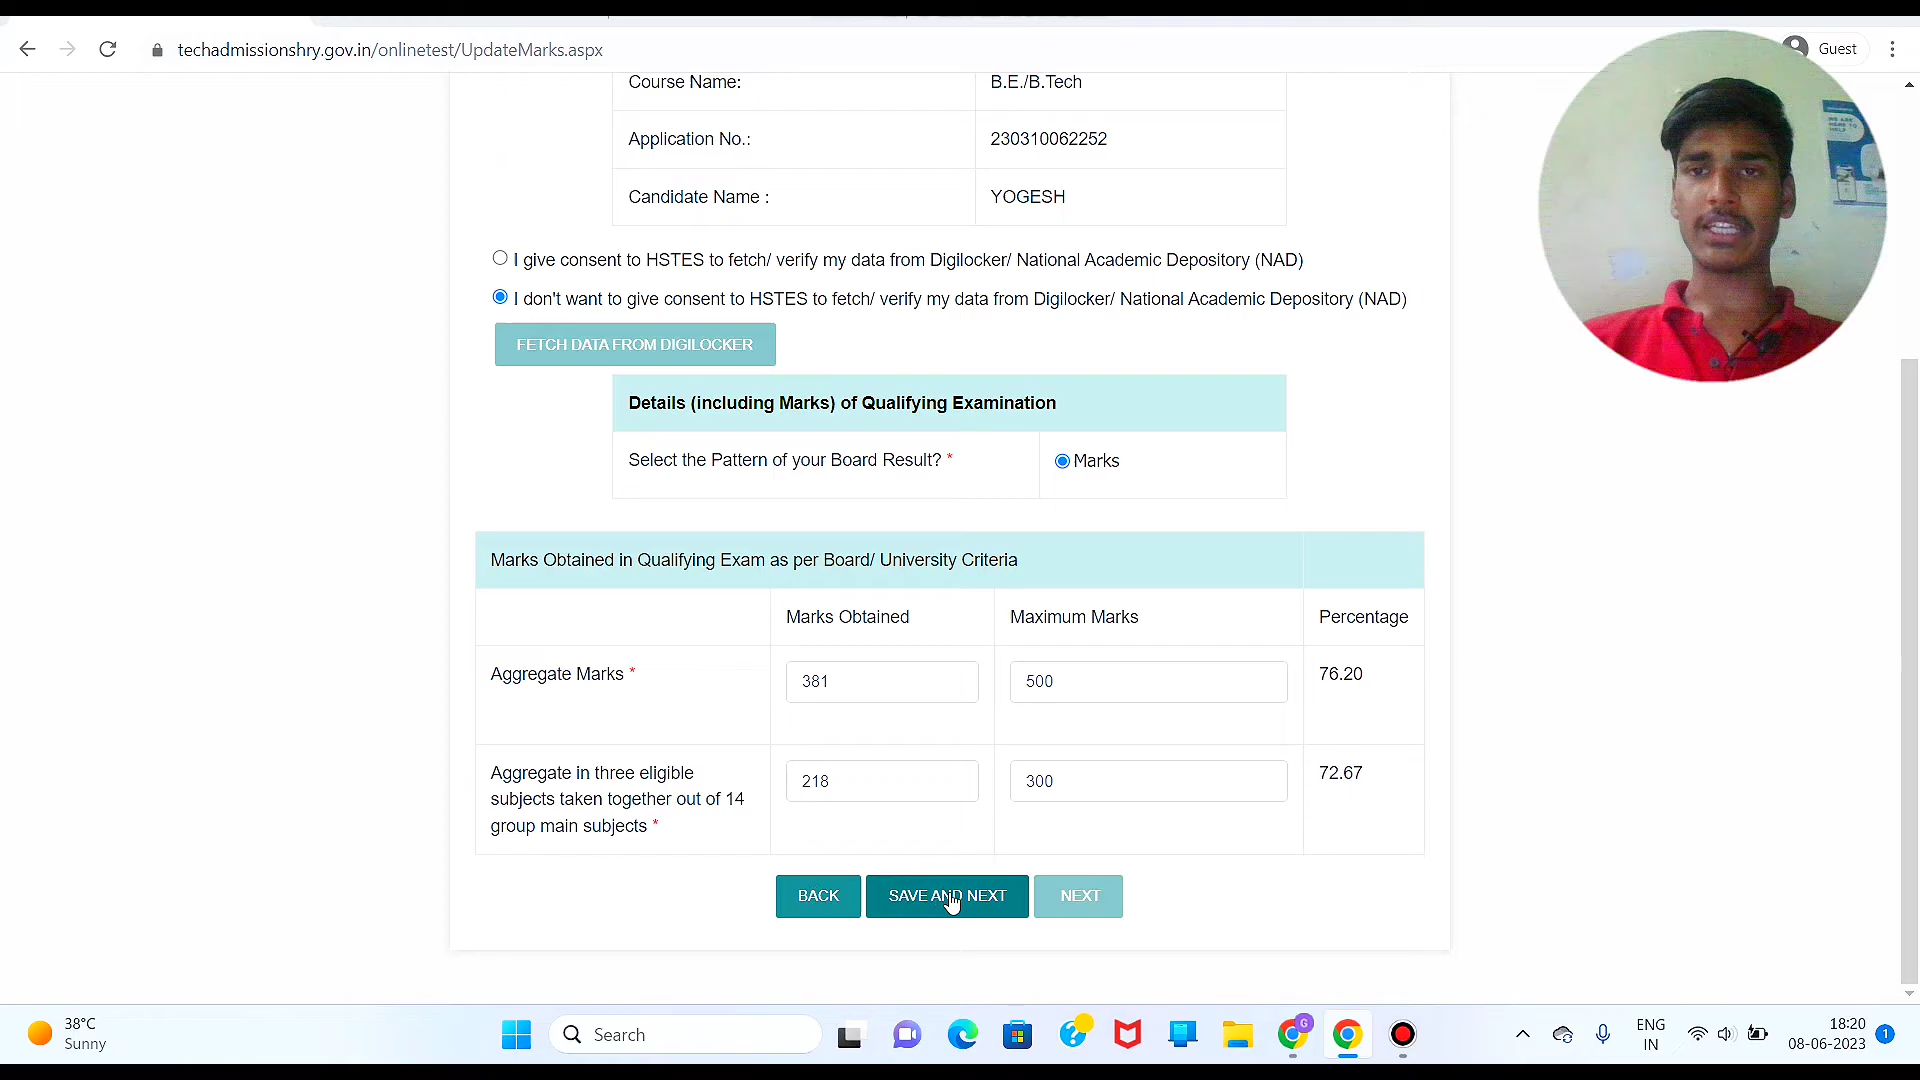 techadmissionshry.gov.in/onlinetest/UpdateMarks.aspx
Guest
Course Name:
B.E./B.Tech
Application No.:
230310062252
Candidate Name :
YOGESH
WE ARE
HERE TO
HELP
I give consent to HSTES to fetch/ verify my data from Digilocker/ National Academic Depository (NAD)
I don't want to give consent to HSTES to fetch/ verify my data from Digilocker/ National Academic Depository (NAD)
FETCH DATA FROM DIGILOCKER
Details (including Marks) of Qualifying Examination
Select the Pattern of your Board Result? *
Marks
Marks Obtained in Qualifying Exam as per Board/ University Criteria
Marks Obtained
Maximum Marks
Percentage
Aggregate Marks *
381
500
76.20
Aggregate in three eligible
subjects taken together out of 14
group main subjects *
218
300
72.67
BACK
SAVE AND NEXT
NEXT
38°C
Sunny
Search
G
ENG
IN
18:20
08-06-2023
1